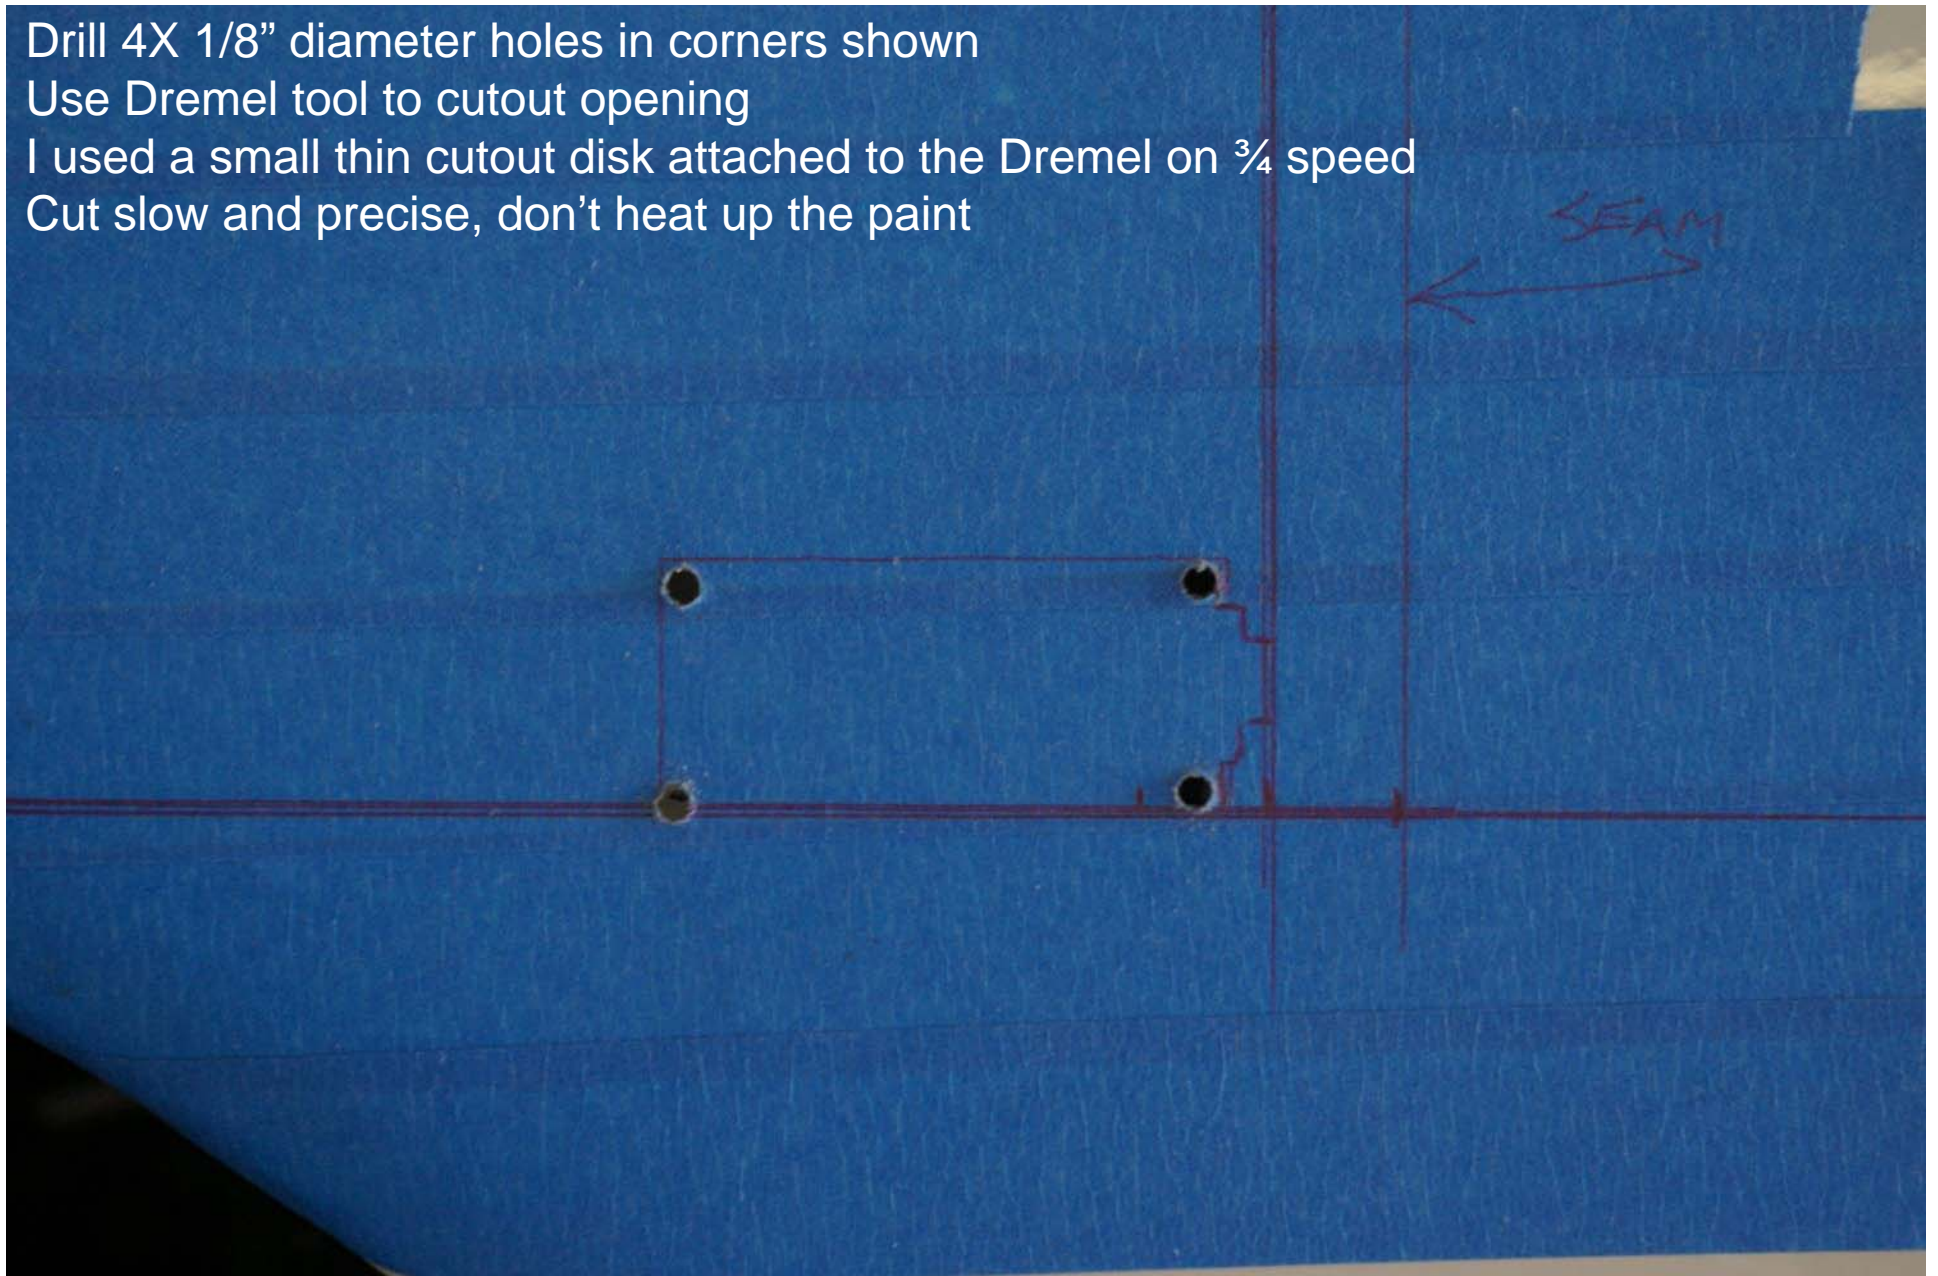 Drill 4X 1/8” diameter holes in corners shown
Use Dremel tool to cutout opening
I used a small thin cutout disk attached to the Dremel on ¾ speed
Cut slow and precise, don’t heat up the paint
SEAM